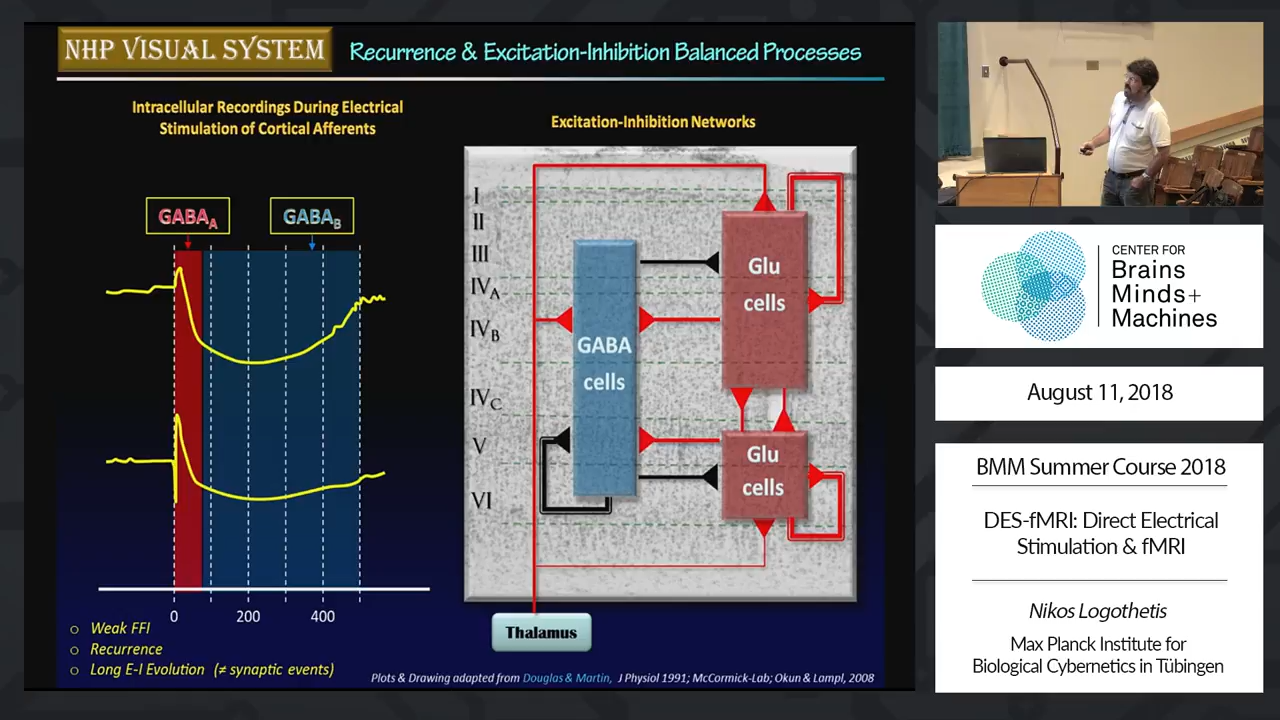 NHP VISUAL SYSTEM
Recurrence & Excitation-Inhibition Balanced Processes
Intracellular Recordings During Electrical
Stimulation of Cortical Afferents
GABAA
GABAB
0
200
400
o Weak FFI
o Recurrence
o Long E-I Evolution (≠ synaptic events)
Excitation-Inhibition Networks
I
II
III
IVA
IVB
IVC
V
VI
GABA
cells
Glu
cells
Glu
cells
Thalamus
Plots & Drawing adapted from Douglas & Martin, J Physiol 1991; McCormick-Lab; Okun & Lampl, 2008
CENTER FOR
Brains
Minds+
Machines
August 11, 2018
BMM Summer Course 2018
DES-fMRI: Direct Electrical
Stimulation & fMRI
Nikos Logothetis
Max Planck Institute for
Biological Cybernetics in Tübingen